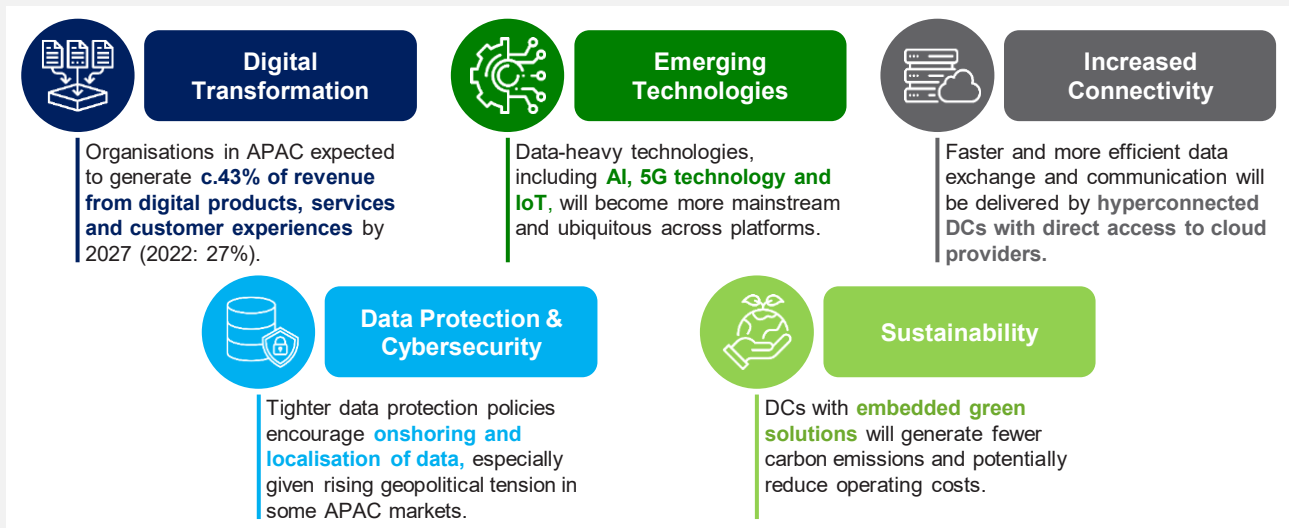 Digital
Transformation
Organisations in APAC expected
to generate c.43% of revenue
from digital products, services
and customer experiences by
2027 (2022: 27%).
Emerging
Technologies
Data-heavy technologies,
including AI, 5G technology and
IoT, will become more mainstream
and ubiquitous across platforms.
Increased
Connectivity
Faster and more efficient data
exchange and communication will
be delivered by hyperconnected
DCs with direct access to cloud
providers.
Data Protection &
Cybersecurity
Tighter data protection policies
encourage onshoring and
localisation of data, especially
given rising geopolitical tension in
some APAC markets.
Sustainability
DCs with embedded green
solutions will generate fewer
carbon emissions and potentially
reduce operating costs.